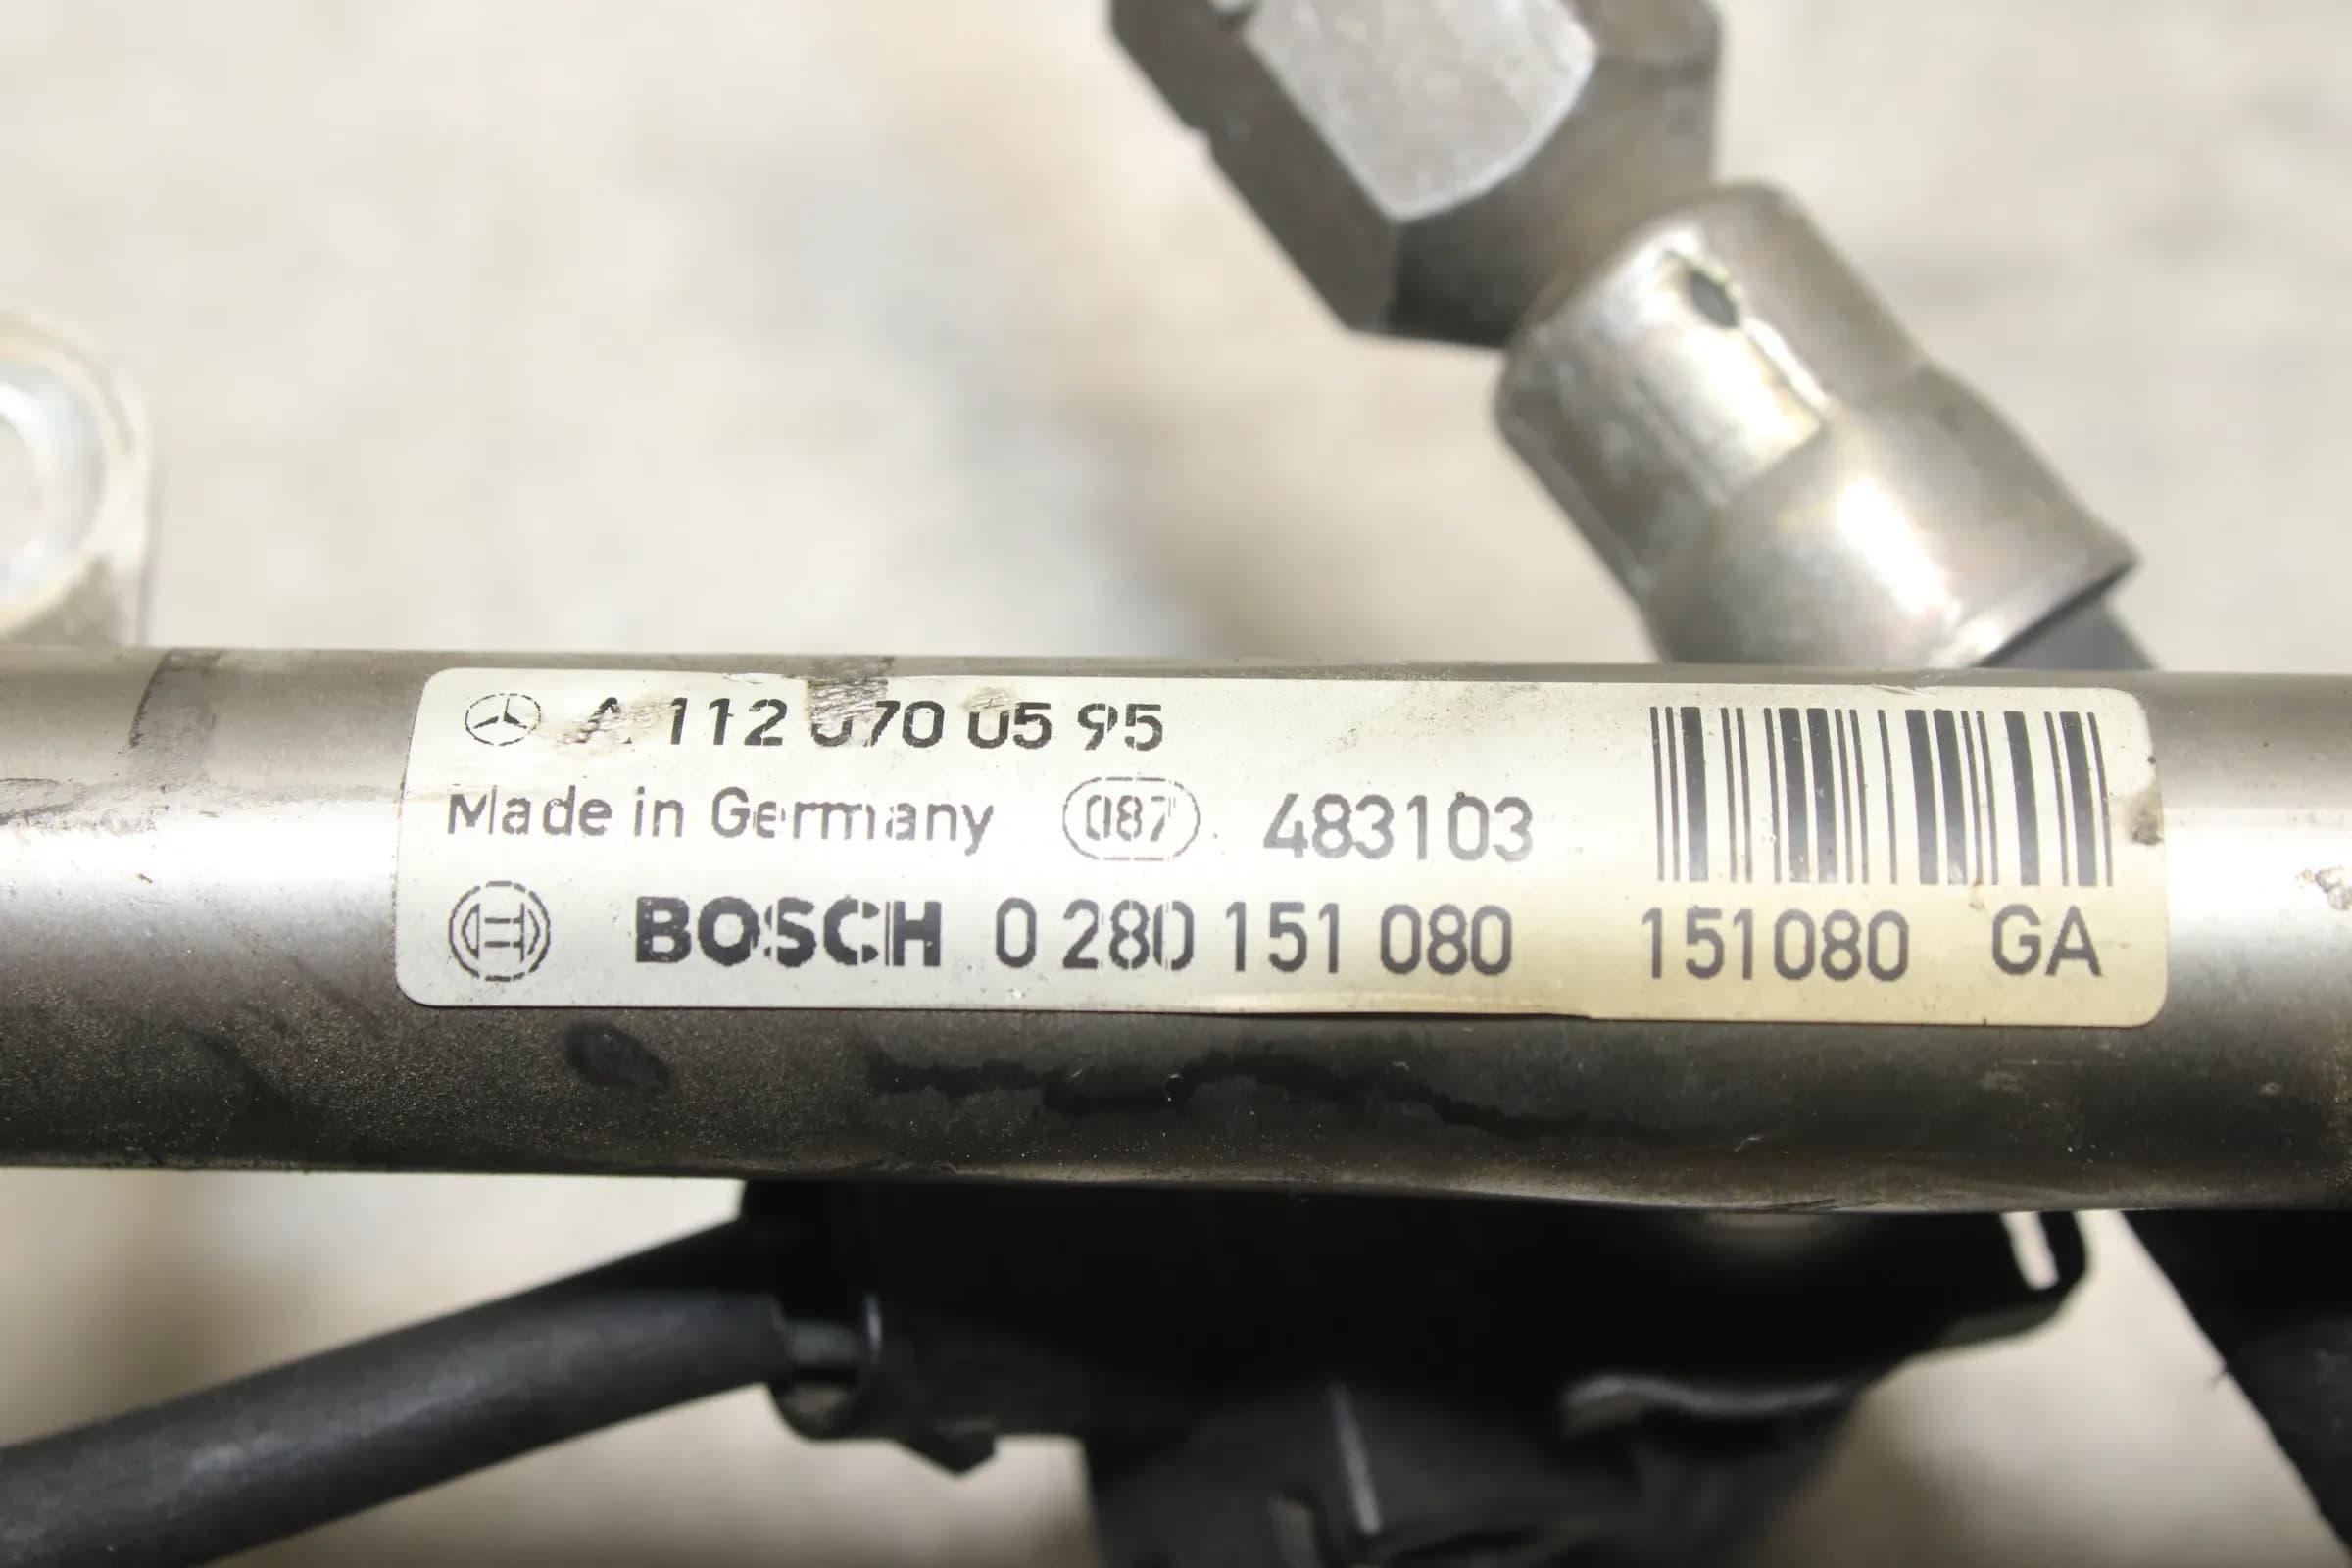 A 112 070 05 95
Made in Germany 087 483103
BOSCH 0 280 151 080
151080 GA